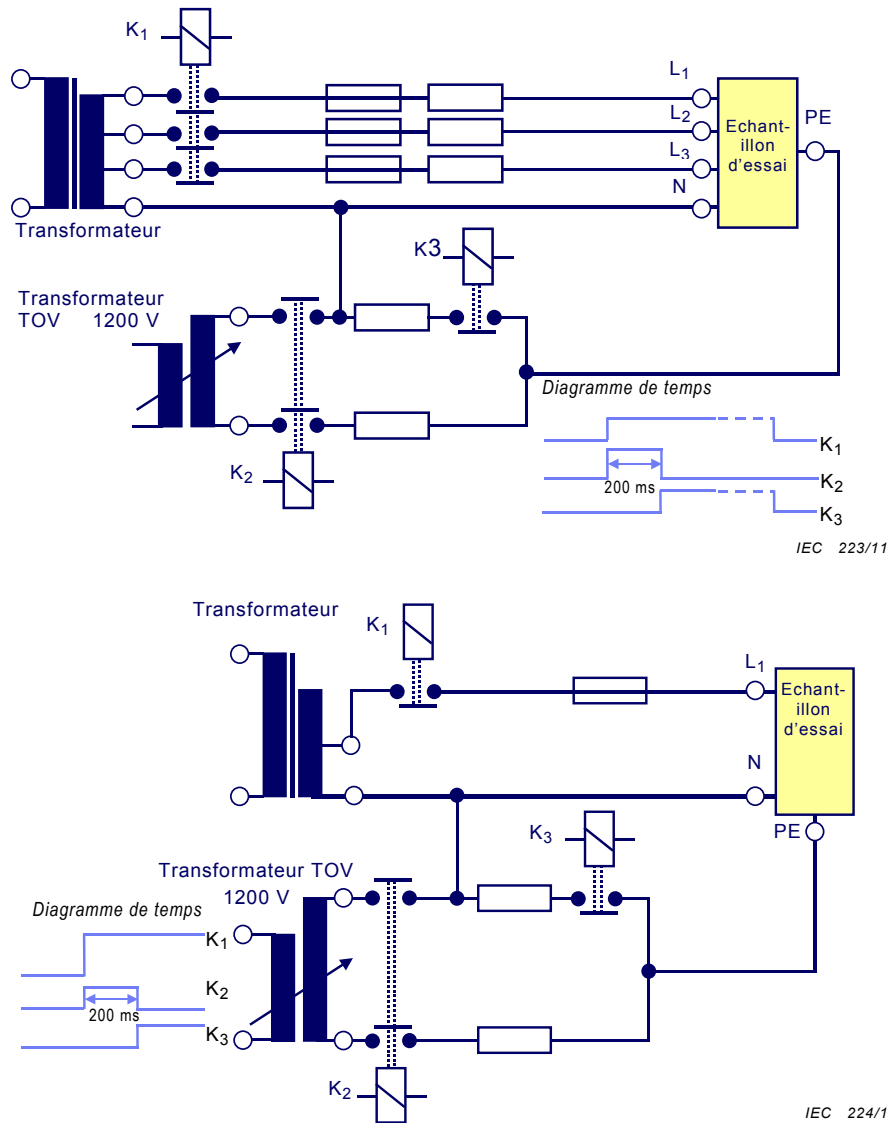 K1
L1
L2
L3
N
Echant-
illon
d'essai
PE
Transformateur
K3
Transformateur
TOV 1200 V
K2
Diagramme de temps
K1
200 ms
K2
K3
IEC 223/11
Transformateur
K1
L1
Echant-
illon
d'essai
N
PE
K3
Transformateur TOV
1200 V
Diagramme de temps
K1
K2
200 ms
K3
K2
IEC 224/1